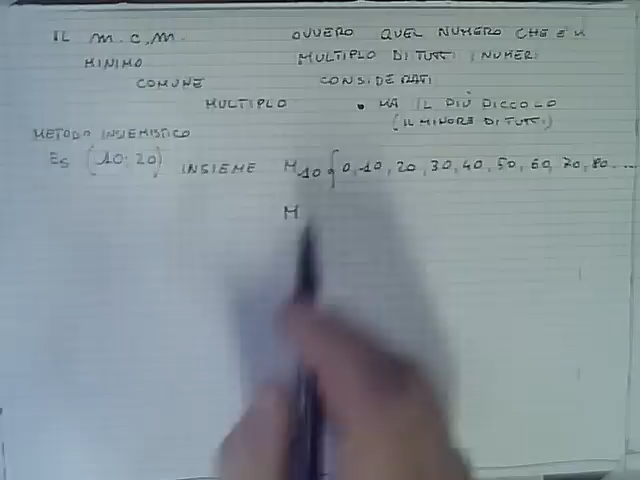 IL m.c.m. OVVERO QUEL NUMERO CHE È U
MINIMO MULTIPLO DI TUTTI I NUMERI
COMUNE CONSIDERATI
MULTIPLO • MA IL PIÙ PICCOLO
(IL MINORE DI TUTTI)
METODO INSIEMISTICO
ES (10; 20) INSIEME M10 { 0, 10, 20, 30, 40, 50, 60, 70, 80 ....
M